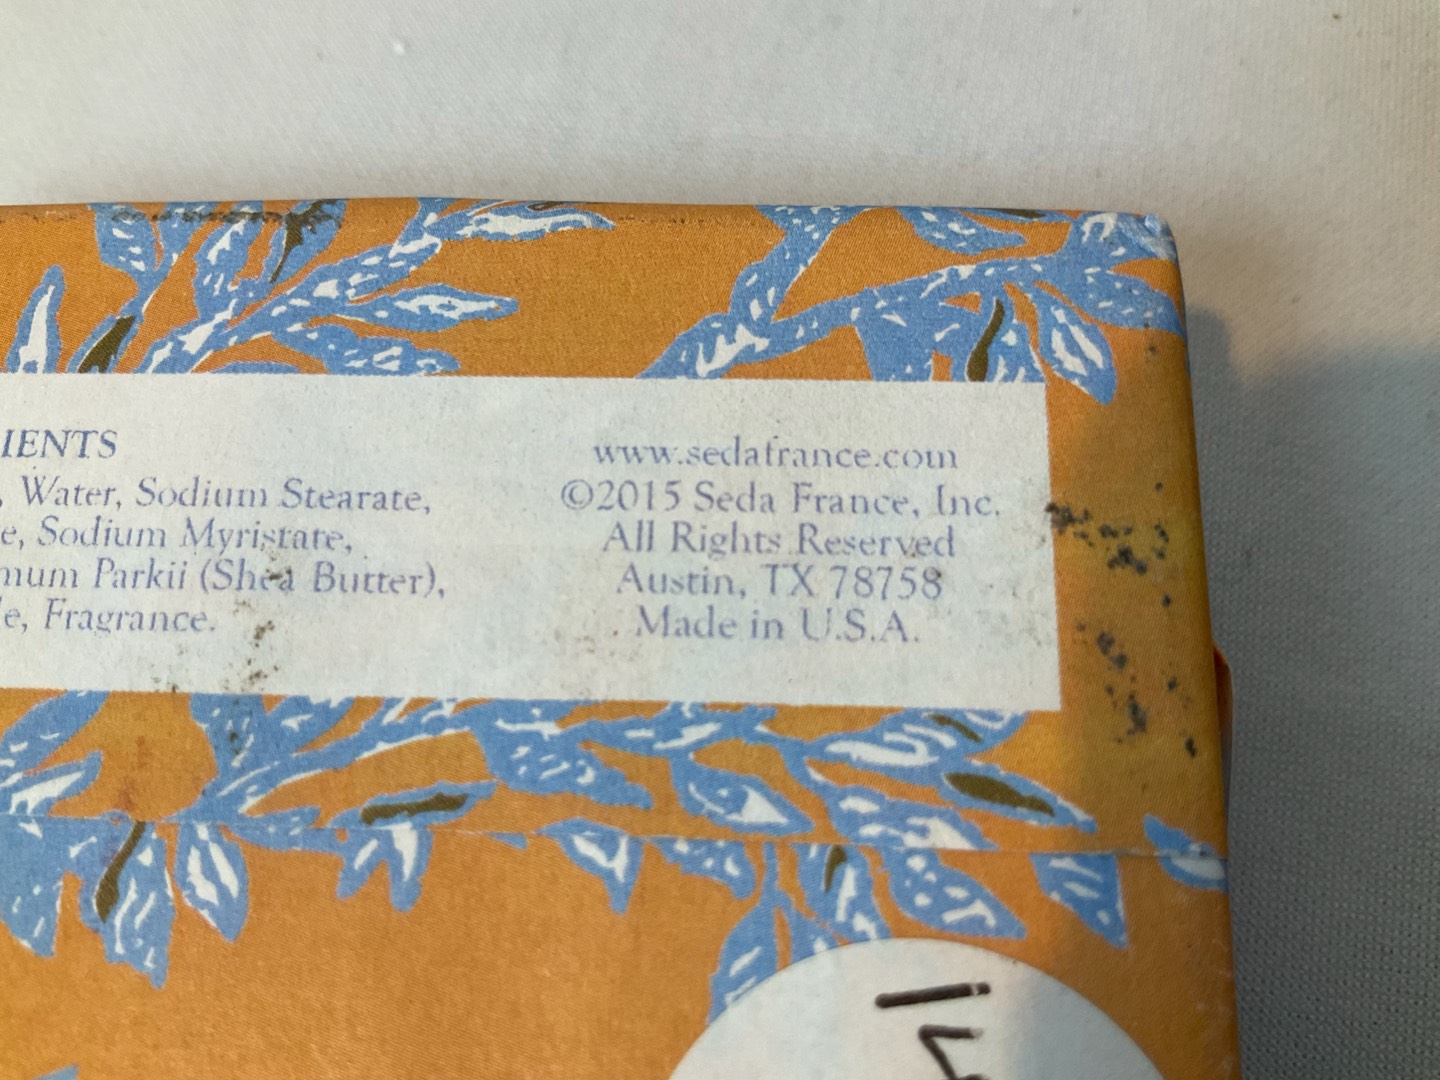 IENTS
, Water, Sodium Stearate,
e, Sodium Myristate,
mum Parkii (Shea Butter),
e, Fragrance.
www.sedafrance.com
©2015 Seda France, Inc.
All Rights Reserved
Austin, TX 78758
Made in U.S.A.